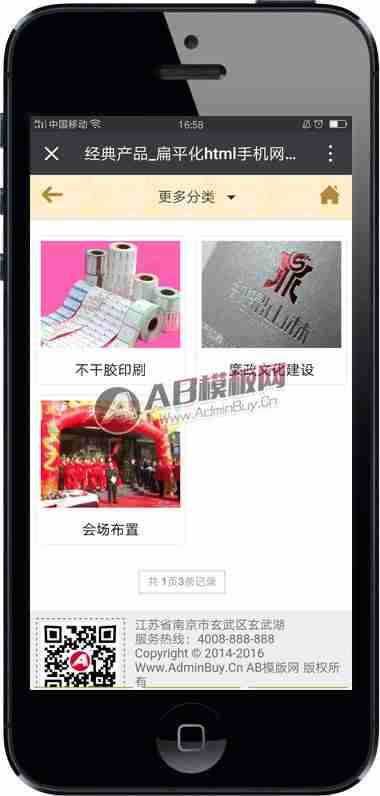 中国移动
16:58
经典产品_扁平化html手机网...
更多分类
不干胶印刷
廉政文化建设
AB模板网
Www.AdminBuy.Cn
会场布置
共 1页3条记录
江苏省南京市玄武区玄武湖
服务热线：4008-888-888
Copyright © 2014-2016
Www.AdminBuy.Cn AB模版网 版权所
有